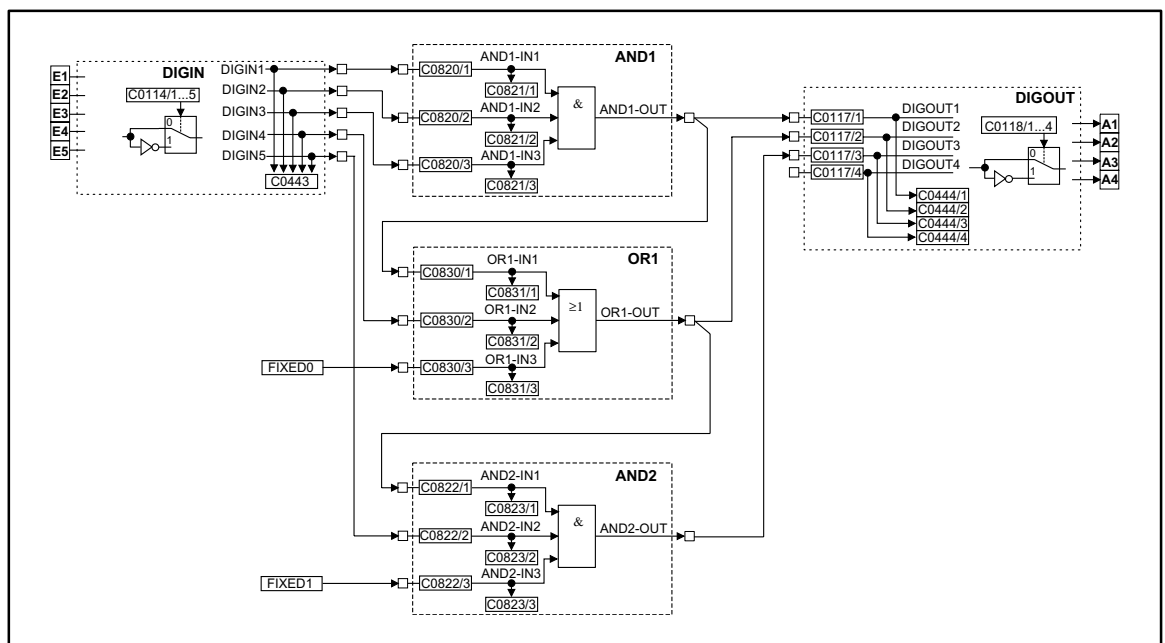 DIGIN
E1
E2
E3
E4
E5
C0114/1...5
0
1
DIGIN1
DIGIN2
DIGIN3
DIGIN4
DIGIN5
C0443
AND1
C0820/1
AND1-IN1
C0821/1
C0820/2
AND1-IN2
C0821/2
C0820/3
AND1-IN3
C0821/3
&
AND1-OUT
OR1
C0830/1
OR1-IN1
C0831/1
C0830/2
OR1-IN2
C0831/2
FIXED0
C0830/3
OR1-IN3
C0831/3
≥1
OR1-OUT
AND2
C0822/1
AND2-IN1
C0823/1
C0822/2
AND2-IN2
C0823/2
FIXED1
C0822/3
AND2-IN3
C0823/3
&
AND2-OUT
DIGOUT
C0117/1
C0117/2
C0117/3
C0117/4
DIGOUT1
DIGOUT2
DIGOUT3
DIGOUT4
C0444/1
C0444/2
C0444/3
C0444/4
C0118/1...4
0
1
A1
A2
A3
A4